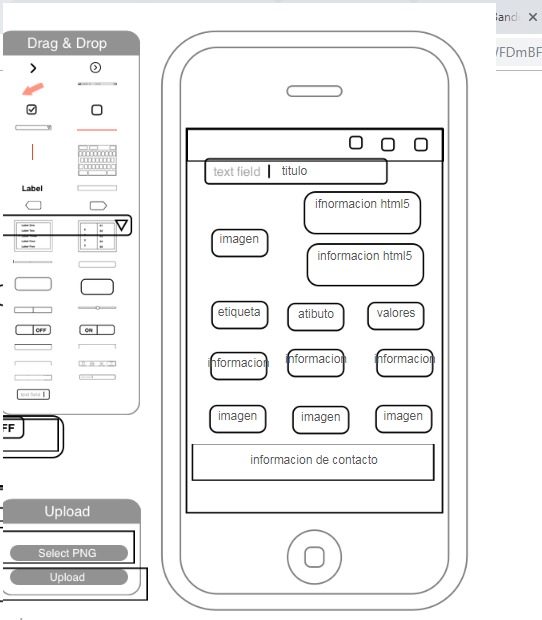 Band
/FDmBF
Drag & Drop
Label
OFF
ON
text field
FF
Upload
Select PNG
Upload
text field titulo
ifnormacion html5
imagen
informacion html5
etiqueta atibuto valores
informacion informacion informacion
imagen imagen imagen
informacion de contacto